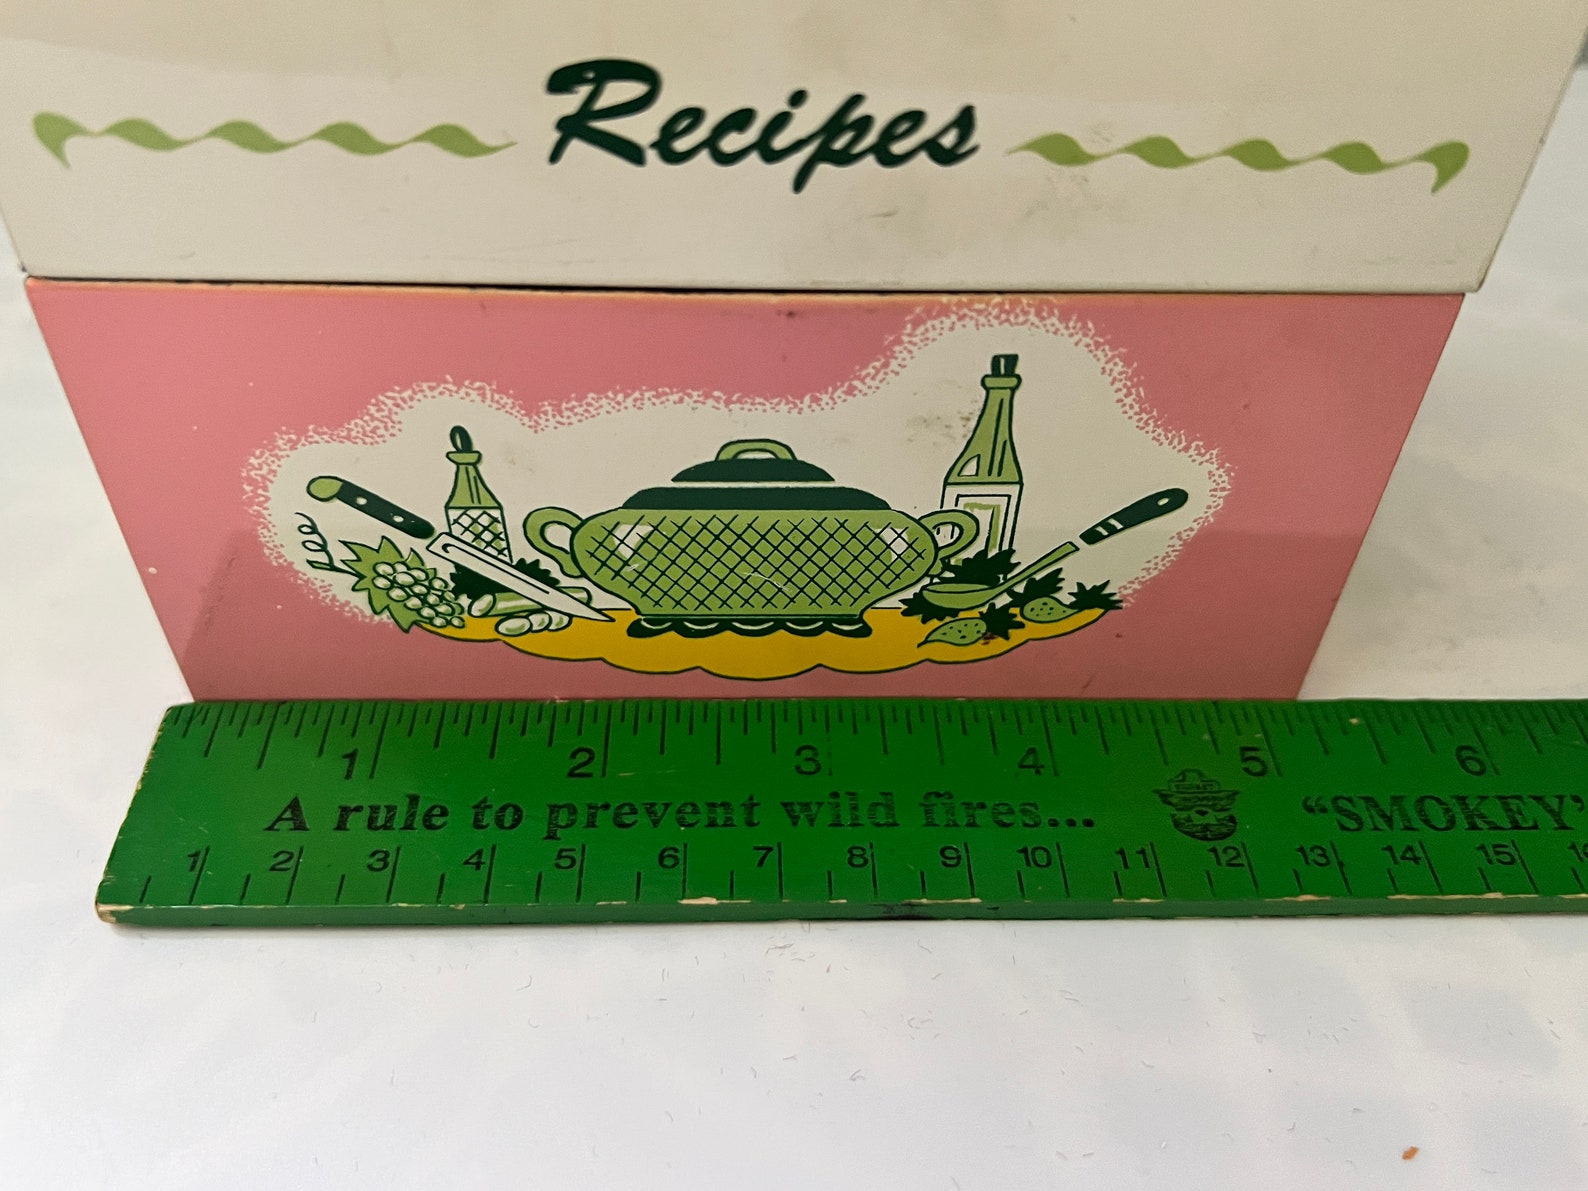 Recipes
1 2 3 4 5 6
A rule to prevent wild fires... "SMOKEY"
1 2 3 4 5 6 7 8 9 10 11 12 13 14 15